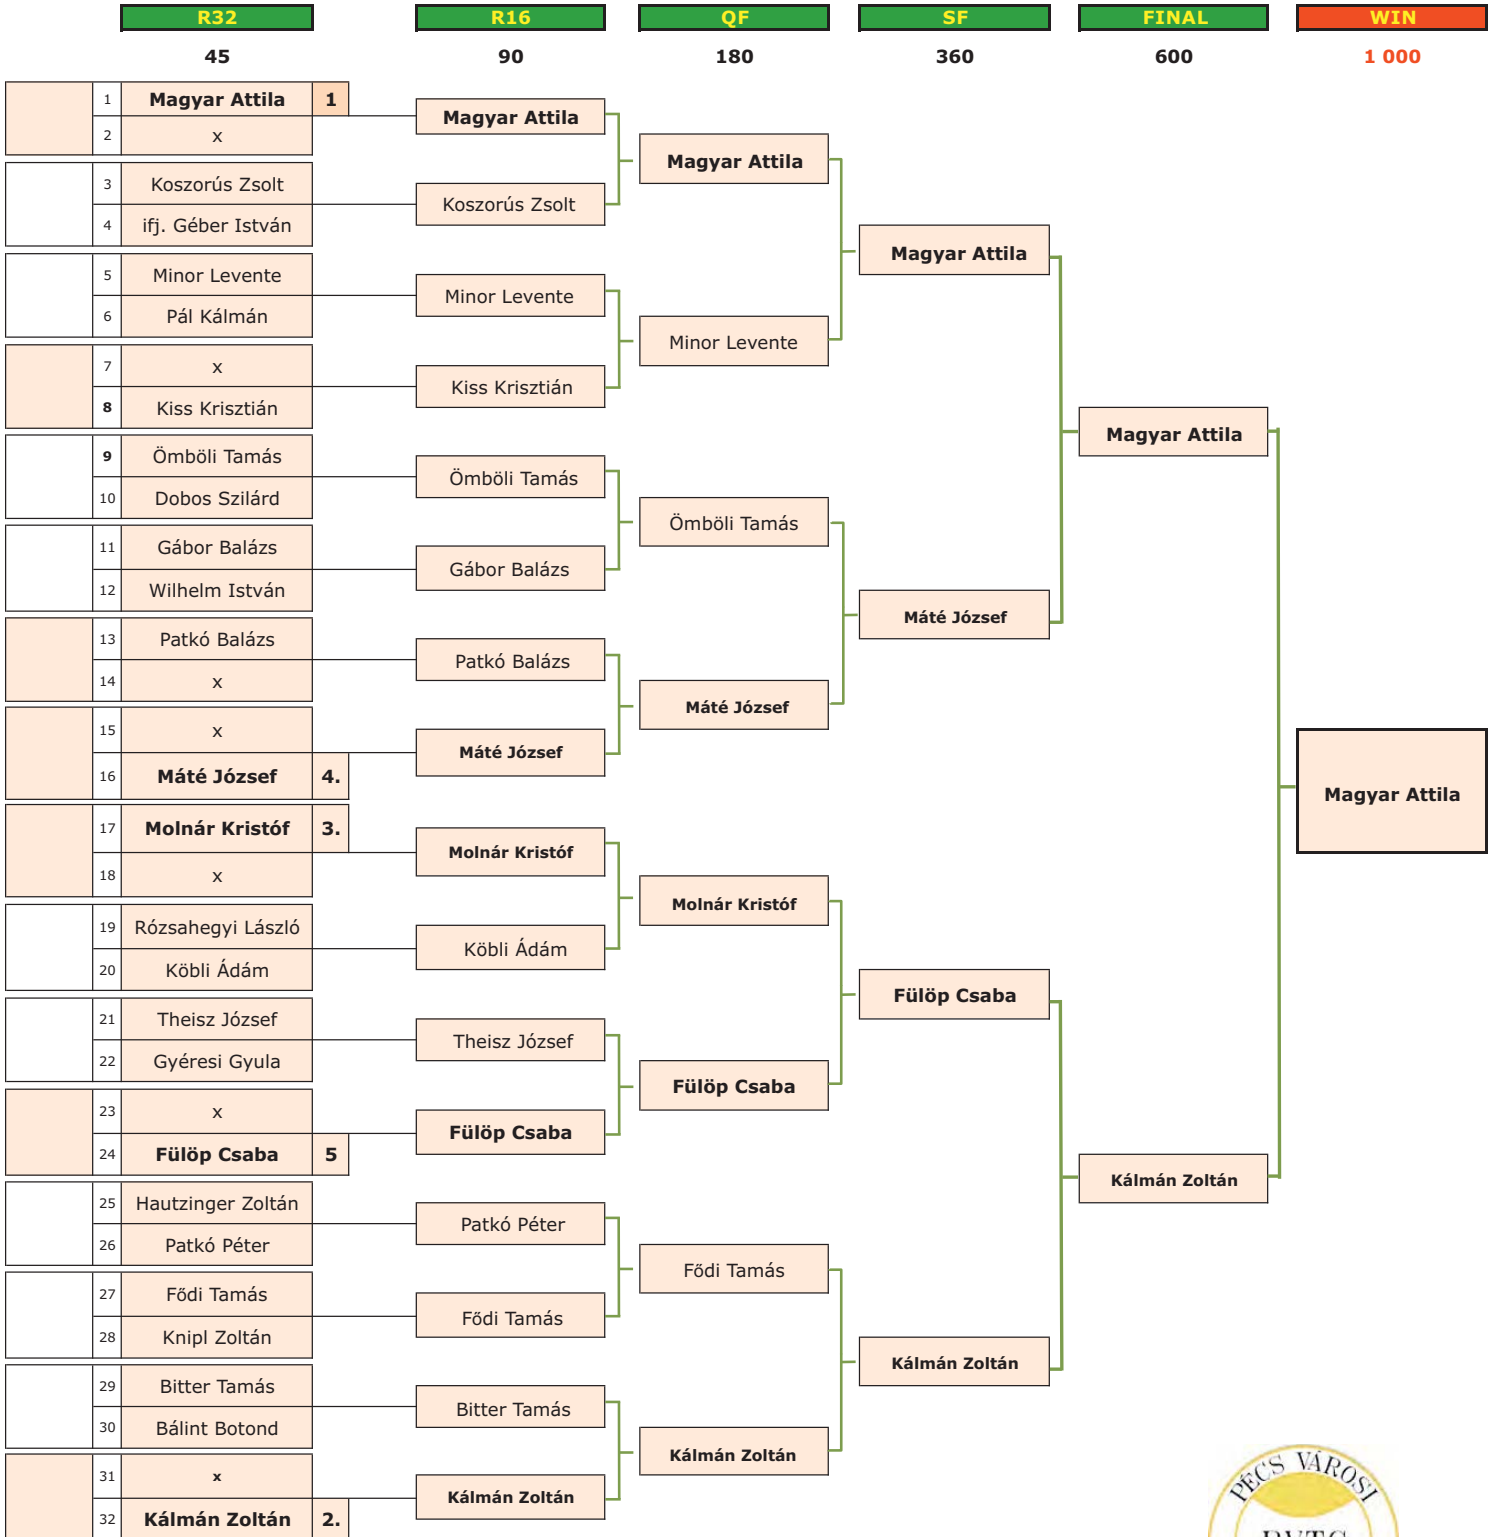 R32 R16 QF SF FINAL WIN
45 90 180 360 600 1 000
1 Magyar Attila 1
2 x
3 Koszorús Zsolt
4 ifj. Géber István
5 Minor Levente
6 Pál Kálmán
7 x
8 Kiss Krisztián
9 Ömböli Tamás
10 Dobos Szilárd
11 Gábor Balázs
12 Wilhelm István
13 Patkó Balázs
14 x
15 x
16 Máté József 4.
17 Molnár Kristóf 3.
18 x
19 Rózsahegyi László
20 Köbli Ádám
21 Theisz József
22 Gyéresi Gyula
23 x
24 Fülöp Csaba 5
25 Hautzinger Zoltán
26 Patkó Péter
27 Fődi Tamás
28 Knipl Zoltán
29 Bitter Tamás
30 Bálint Botond
31 x
32 Kálmán Zoltán 2.
Magyar Attila
Koszorús Zsolt
Minor Levente
Kiss Krisztián
Ömböli Tamás
Gábor Balázs
Patkó Balázs
Máté József
Molnár Kristóf
Köbli Ádám
Theisz József
Fülöp Csaba
Patkó Péter
Fődi Tamás
Bitter Tamás
Kálmán Zoltán
Magyar Attila
Minor Levente
Ömböli Tamás
Máté József
Molnár Kristóf
Fülöp Csaba
Fődi Tamás
Kálmán Zoltán
Magyar Attila
Máté József
Fülöp Csaba
Kálmán Zoltán
Magyar Attila
Kálmán Zoltán
Magyar Attila
PÉCS VÁROSI